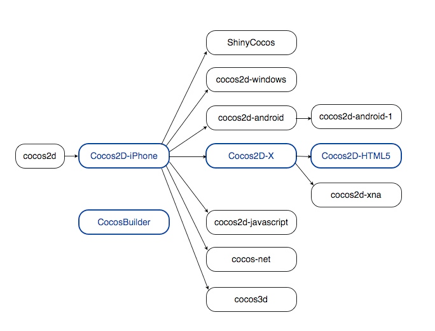 ShinyCocos
cocos2d-windows
cocos2d-android
cocos2d-android-1
cocos2d
Cocos2D-iPhone
Cocos2D-X
Cocos2D-HTML5
cocos2d-xna
CocosBuilder
cocos2d-javascript
cocos-net
cocos3d